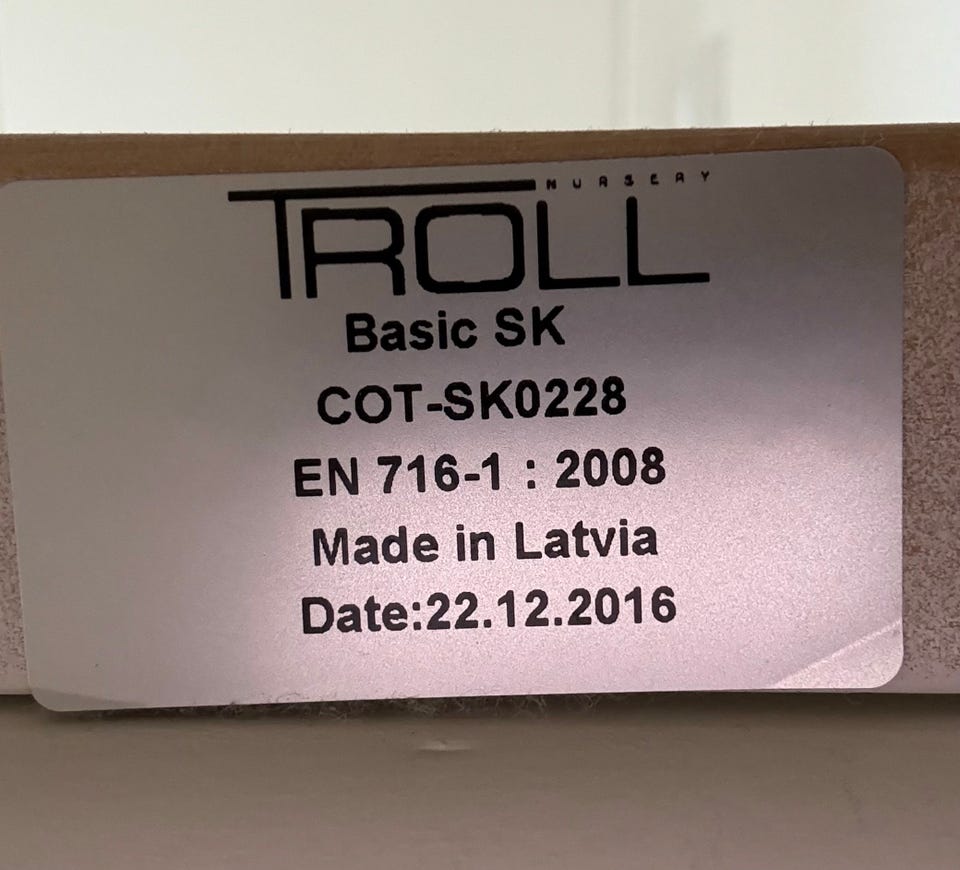 NURSERY
TROLL
Basic SK
COT-SK0228
EN 716-1 : 2008
Made in Latvia
Date:22.12.2016